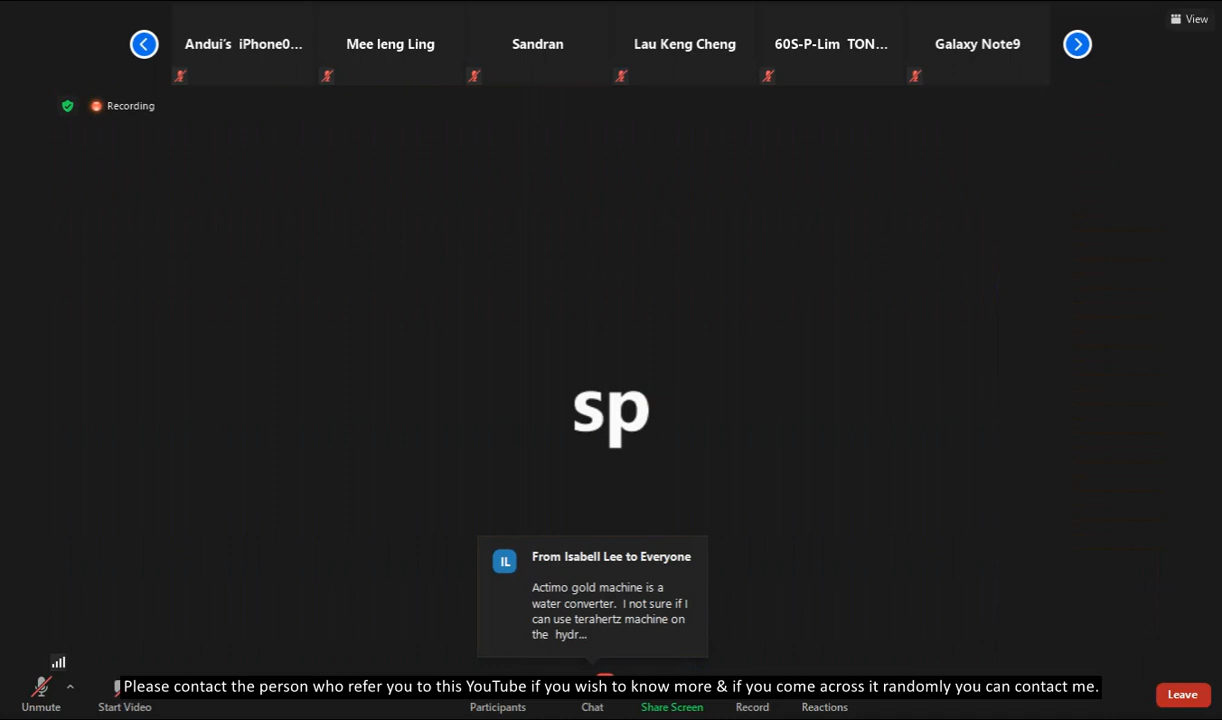 View
Andui's iPhone0...
Mee leng Ling
Sandran
Lau Keng Cheng
60S-P-Lim TON...
Galaxy Note9
Recording
sp
IL
From Isabell Lee to Everyone
Actimo gold machine is a
water converter. I not sure if I
can use terahertz machine on
the hydr...
Please contact the person who refer you to this YouTube if you wish to know more & if you come across it randomly you can contact me.
Unmute
Start Video
Participants
Chat
Share Screen
Record
Reactions
Leave